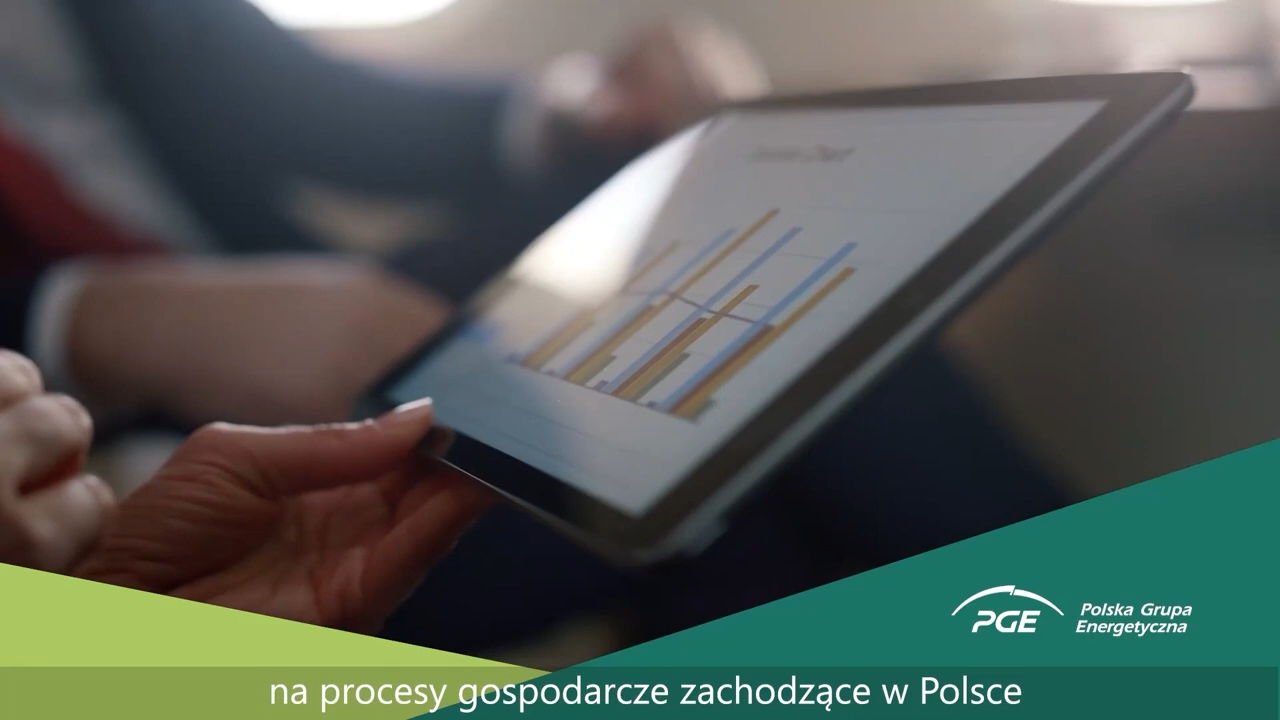 PGE
Polska Grupa
Energetyczna
na procesy gospodarcze zachodzące w Polsce